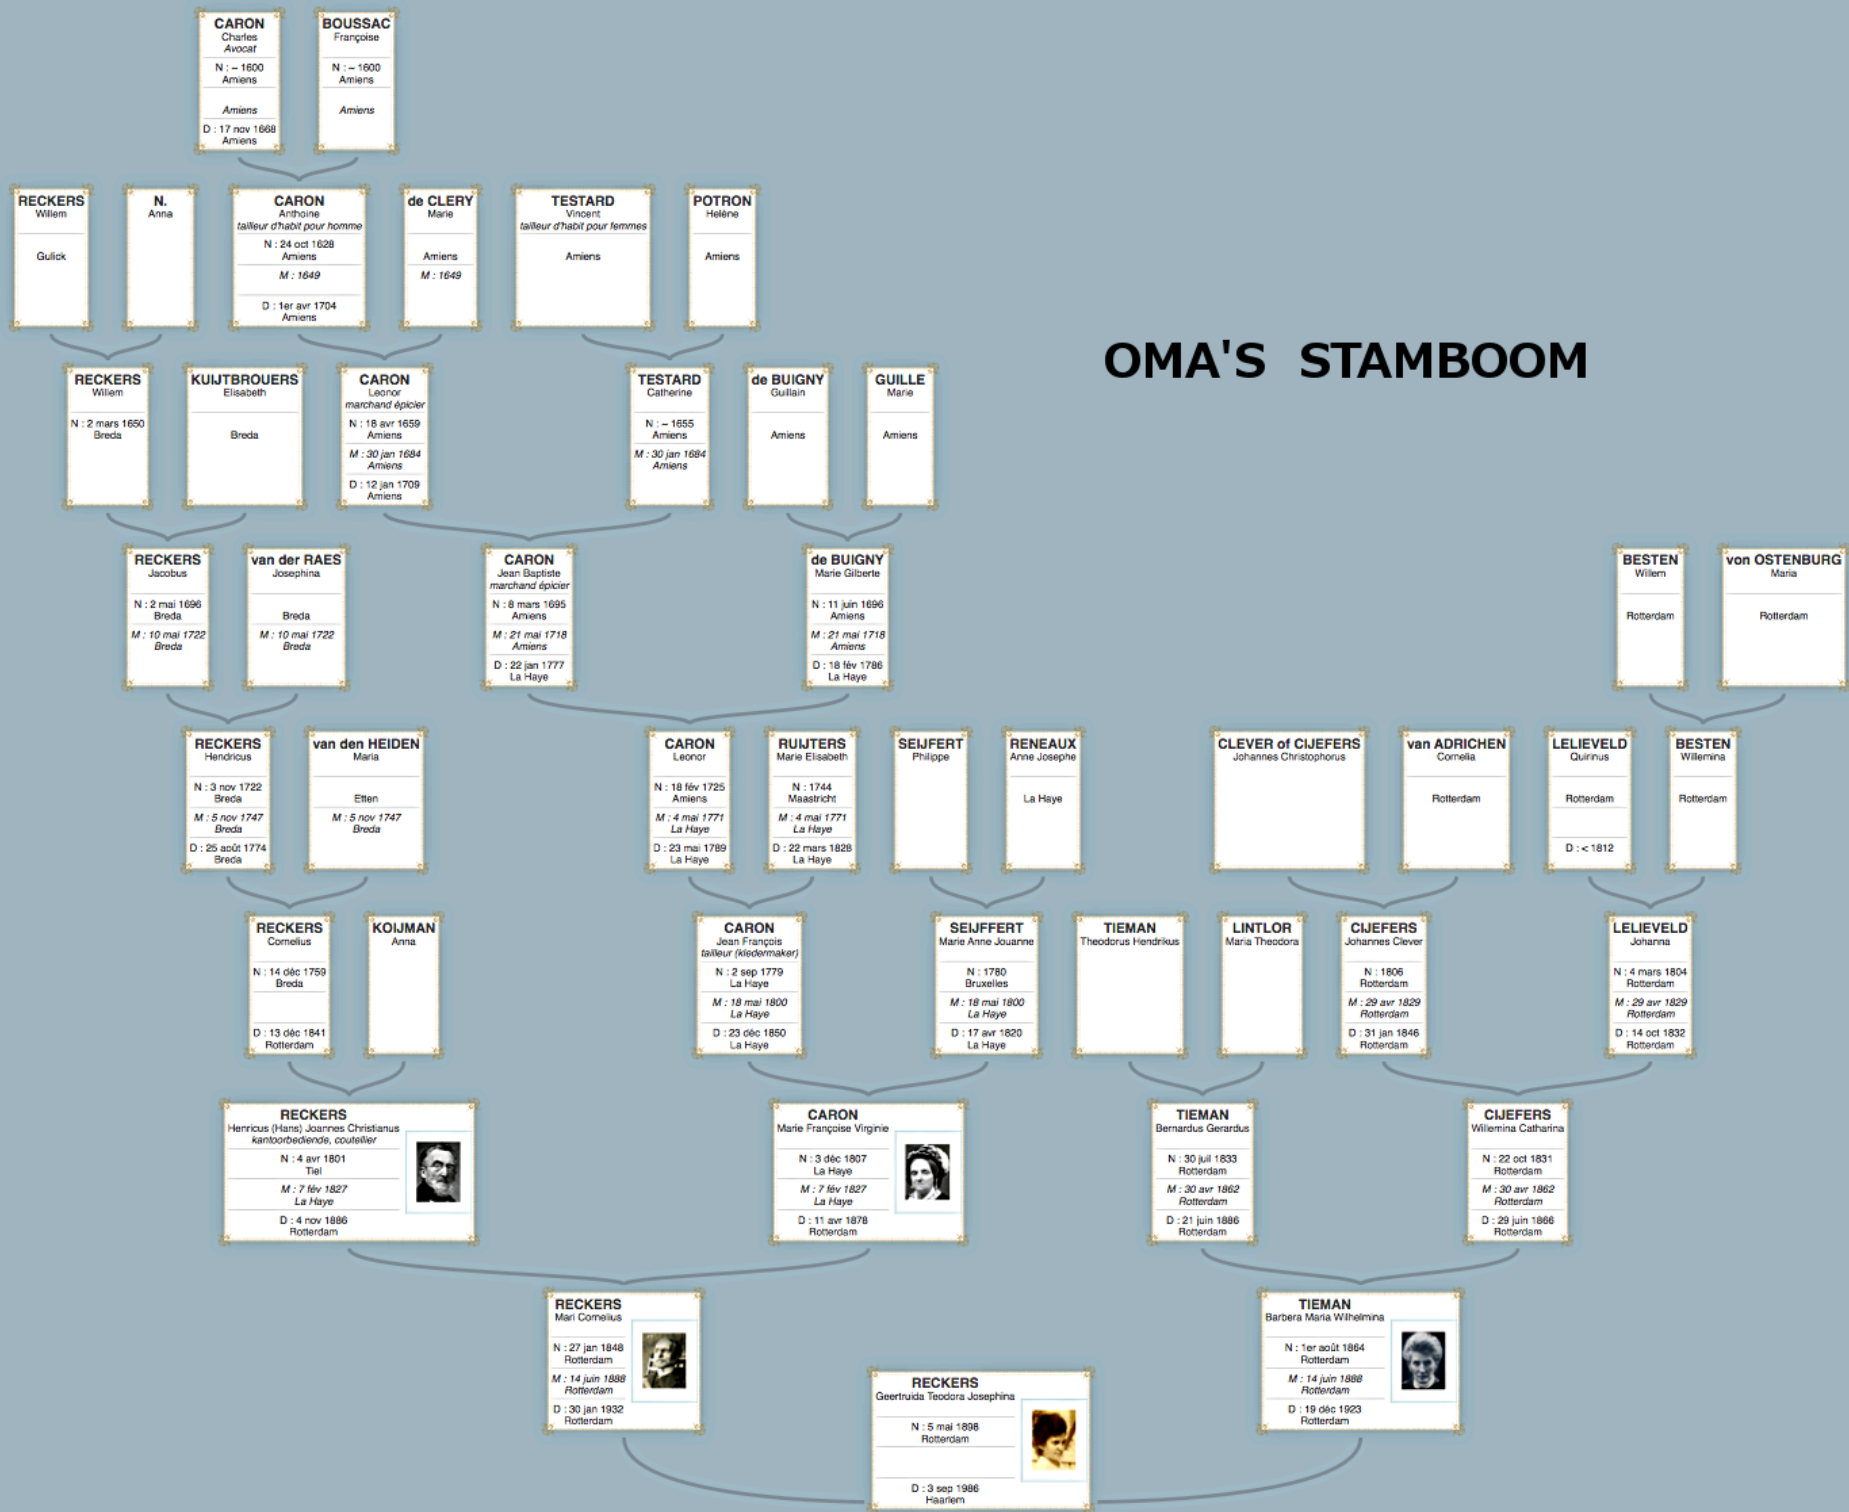 CARON
Charles
Avocat
N : ~ 1600
Amiens
Amiens
D : 17 nov 1668
Amiens
BOUSSAC
Françoise
N : ~ 1600
Amiens
Amiens
RECKERS
Willem
Gulick
N.
Anna
CARON
Anthoine
tailleur d'habit pour homme
N : 24 oct 1628
Amiens
M : 1649
D : 1er avr 1704
Amiens
de CLERY
Marie
Amiens
M : 1649
TESTARD
Vincent
tailleur d'habit pour femmes
Amiens
POTRON
Helène
Amiens
OMA'S STAMBOOM
RECKERS
Willem
N : 2 mars 1650
Breda
KUIJTBROUERS
Elisabeth
Breda
CARON
Leonor
marchand épicier
N : 18 avr 1659
Amiens
M : 30 jan 1684
Amiens
D : 12 jan 1709
Amiens
TESTARD
Catherine
N : ~ 1655
Amiens
M : 30 jan 1684
Amiens
de BUIGNY
Guillain
Amiens
GUILLE
Marie
Amiens
RECKERS
Jacobus
N : 2 mai 1696
Breda
M : 10 mai 1722
Breda
van der RAES
Josephina
Breda
M : 10 mai 1722
Breda
CARON
Jean Baptiste
marchand épicier
N : 8 mars 1695
Amiens
M : 21 mai 1718
Amiens
D : 22 jan 1777
La Haye
de BUIGNY
Marie Gilberte
N : 11 juin 1696
Amiens
M : 21 mai 1718
Amiens
D : 18 fév 1786
La Haye
BESTEN
Willem
Rotterdam
von OSTENBURG
Maria
Rotterdam
RECKERS
Hendricus
N : 3 nov 1722
Breda
M : 5 nov 1747
Breda
D : 25 août 1774
Breda
van den HEIDEN
Maria
Etten
M : 5 nov 1747
Breda
CARON
Leonor
N : 18 fév 1725
Amiens
M : 4 mai 1771
La Haye
D : 23 mai 1789
La Haye
RUIJTERS
Marie Elisabeth
N : 1744
Maastricht
M : 4 mai 1771
La Haye
D : 22 mars 1828
La Haye
SEIJFERT
Philippe
RENEAUX
Anne Josephe
La Haye
CLEVER of CIJEFERS
Johannes Christophorus
van ADRICHEN
Cornelia
Rotterdam
LELIEVELD
Quirinus
Rotterdam
D : < 1812
BESTEN
Willemina
Rotterdam
RECKERS
Cornelius
N : 14 déc 1759
Breda
D : 13 déc 1841
Rotterdam
KOIJMAN
Anna
CARON
Jean François
tailleur (kledermaker)
N : 2 sep 1779
La Haye
M : 18 mai 1800
La Haye
D : 23 déc 1850
La Haye
SEIJFFERT
Marie Anne Jouanne
N : 1780
Bruxelles
M : 18 mai 1800
La Haye
D : 17 avr 1820
La Haye
TIEMAN
Theodorus Hendrikus
LINTLOR
Maria Theodora
CIJEFERS
Johannes Clever
N : 1806
Rotterdam
M : 29 avr 1829
Rotterdam
D : 31 jan 1846
Rotterdam
LELIEVELD
Johanna
N : 4 mars 1804
Rotterdam
M : 29 avr 1829
Rotterdam
D : 14 oct 1832
Rotterdam
RECKERS
Henricus (Hans) Joannes Christianus
kantoorbediende, coutellier
N : 4 avr 1801
Tiel
M : 7 fév 1827
La Haye
D : 4 nov 1886
Rotterdam
CARON
Marie Françoise Virginie
N : 3 déc 1807
La Haye
M : 7 fév 1827
La Haye
D : 11 avr 1878
Rotterdam
TIEMAN
Bernardus Gerardus
N : 30 juil 1833
Rotterdam
M : 30 avr 1862
Rotterdam
D : 21 juin 1886
Rotterdam
CIJEFERS
Willemina Catharina
N : 22 oct 1831
Rotterdam
M : 30 avr 1862
Rotterdam
D : 29 juin 1866
Rotterdam
RECKERS
Mari Cornelius
N : 27 jan 1848
Rotterdam
M : 14 juin 1888
Rotterdam
D : 30 jan 1932
Rotterdam
TIEMAN
Barbera Maria Wilhelmina
N : 1er août 1864
Rotterdam
M : 14 juin 1888
Rotterdam
D : 19 déc 1923
Rotterdam
RECKERS
Geertruida Teodora Josephina
N : 5 mai 1898
Rotterdam
D : 3 sep 1986
Haarlem